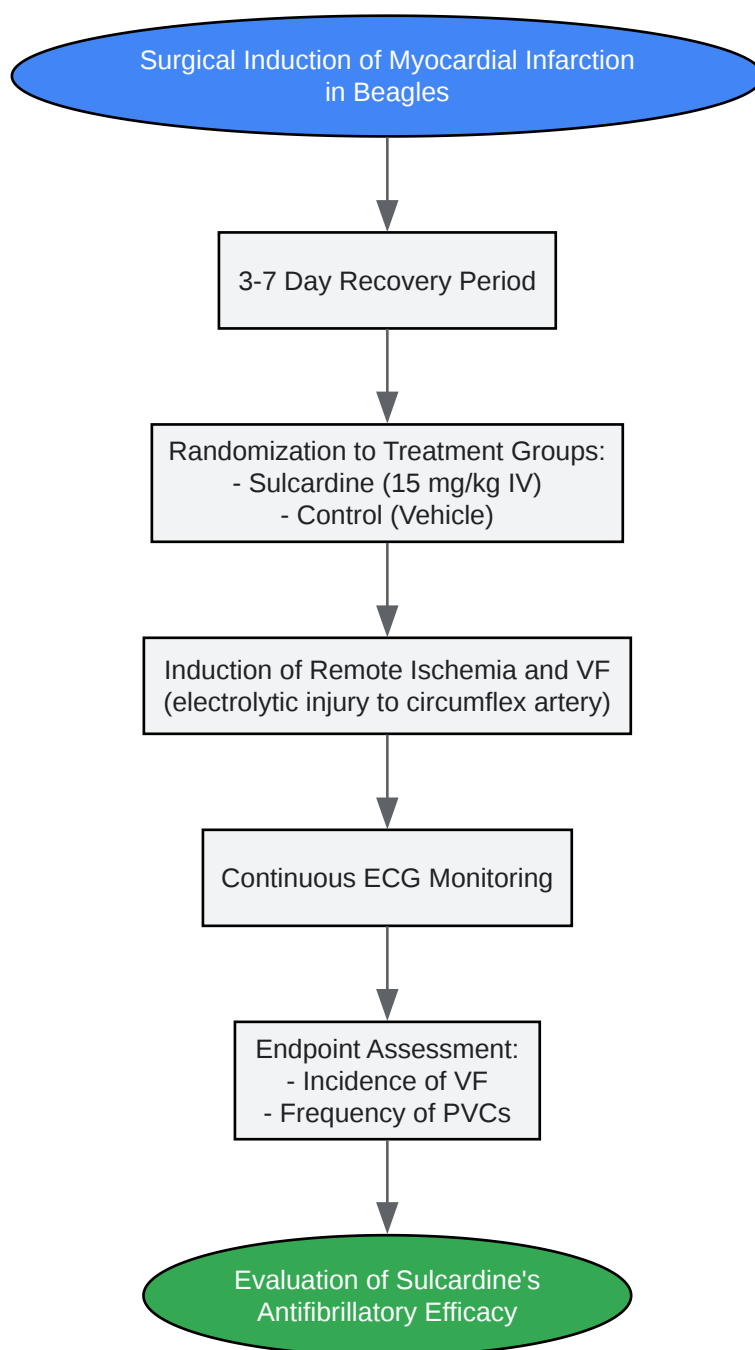 Surgical Induction of Myocardial Infarction
in Beagles
3-7 Day Recovery Period
Randomization to Treatment Groups:
- Sulcardine (15 mg/kg IV)
- Control (Vehicle)
Induction of Remote Ischemia and VF
(electrolytic injury to circumflex artery)
Continuous ECG Monitoring
Endpoint Assessment:
- Incidence of VF
- Frequency of PVCs
Evaluation of Sulcardine's
Antifibrillatory Efficacy